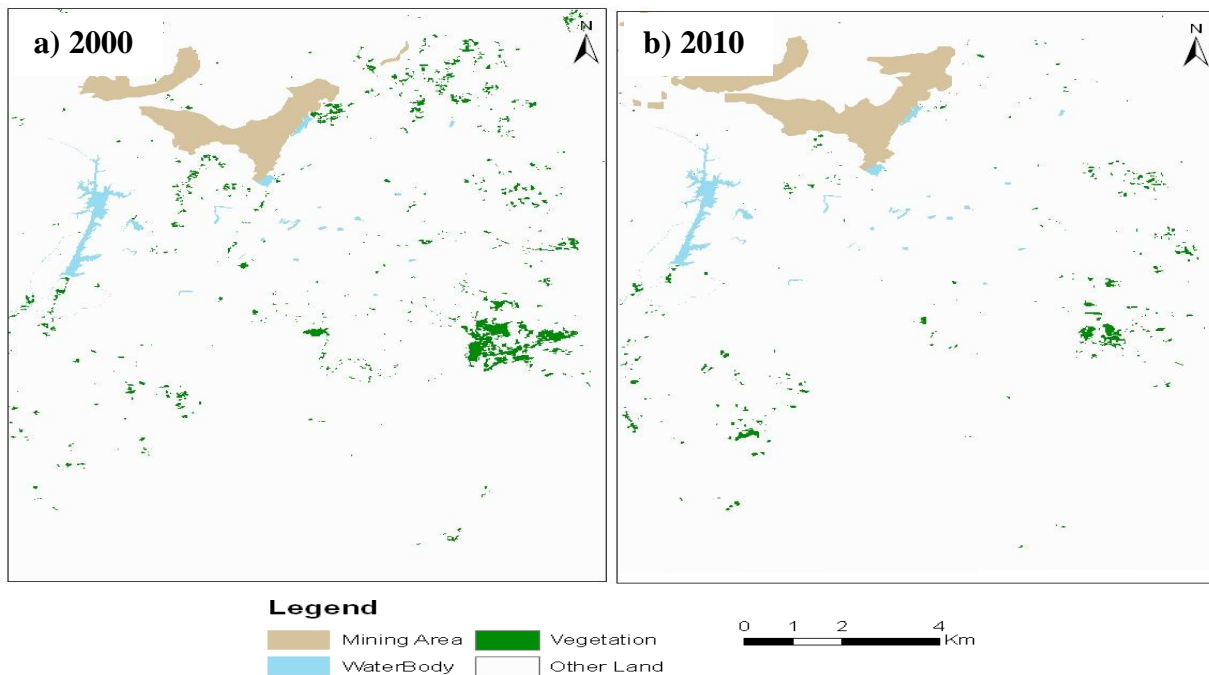 a) 2000
N
b) 2010
N
Legend
Mining Area
Vegetation
WaterBody
Other Land
0 1 2 4
Km